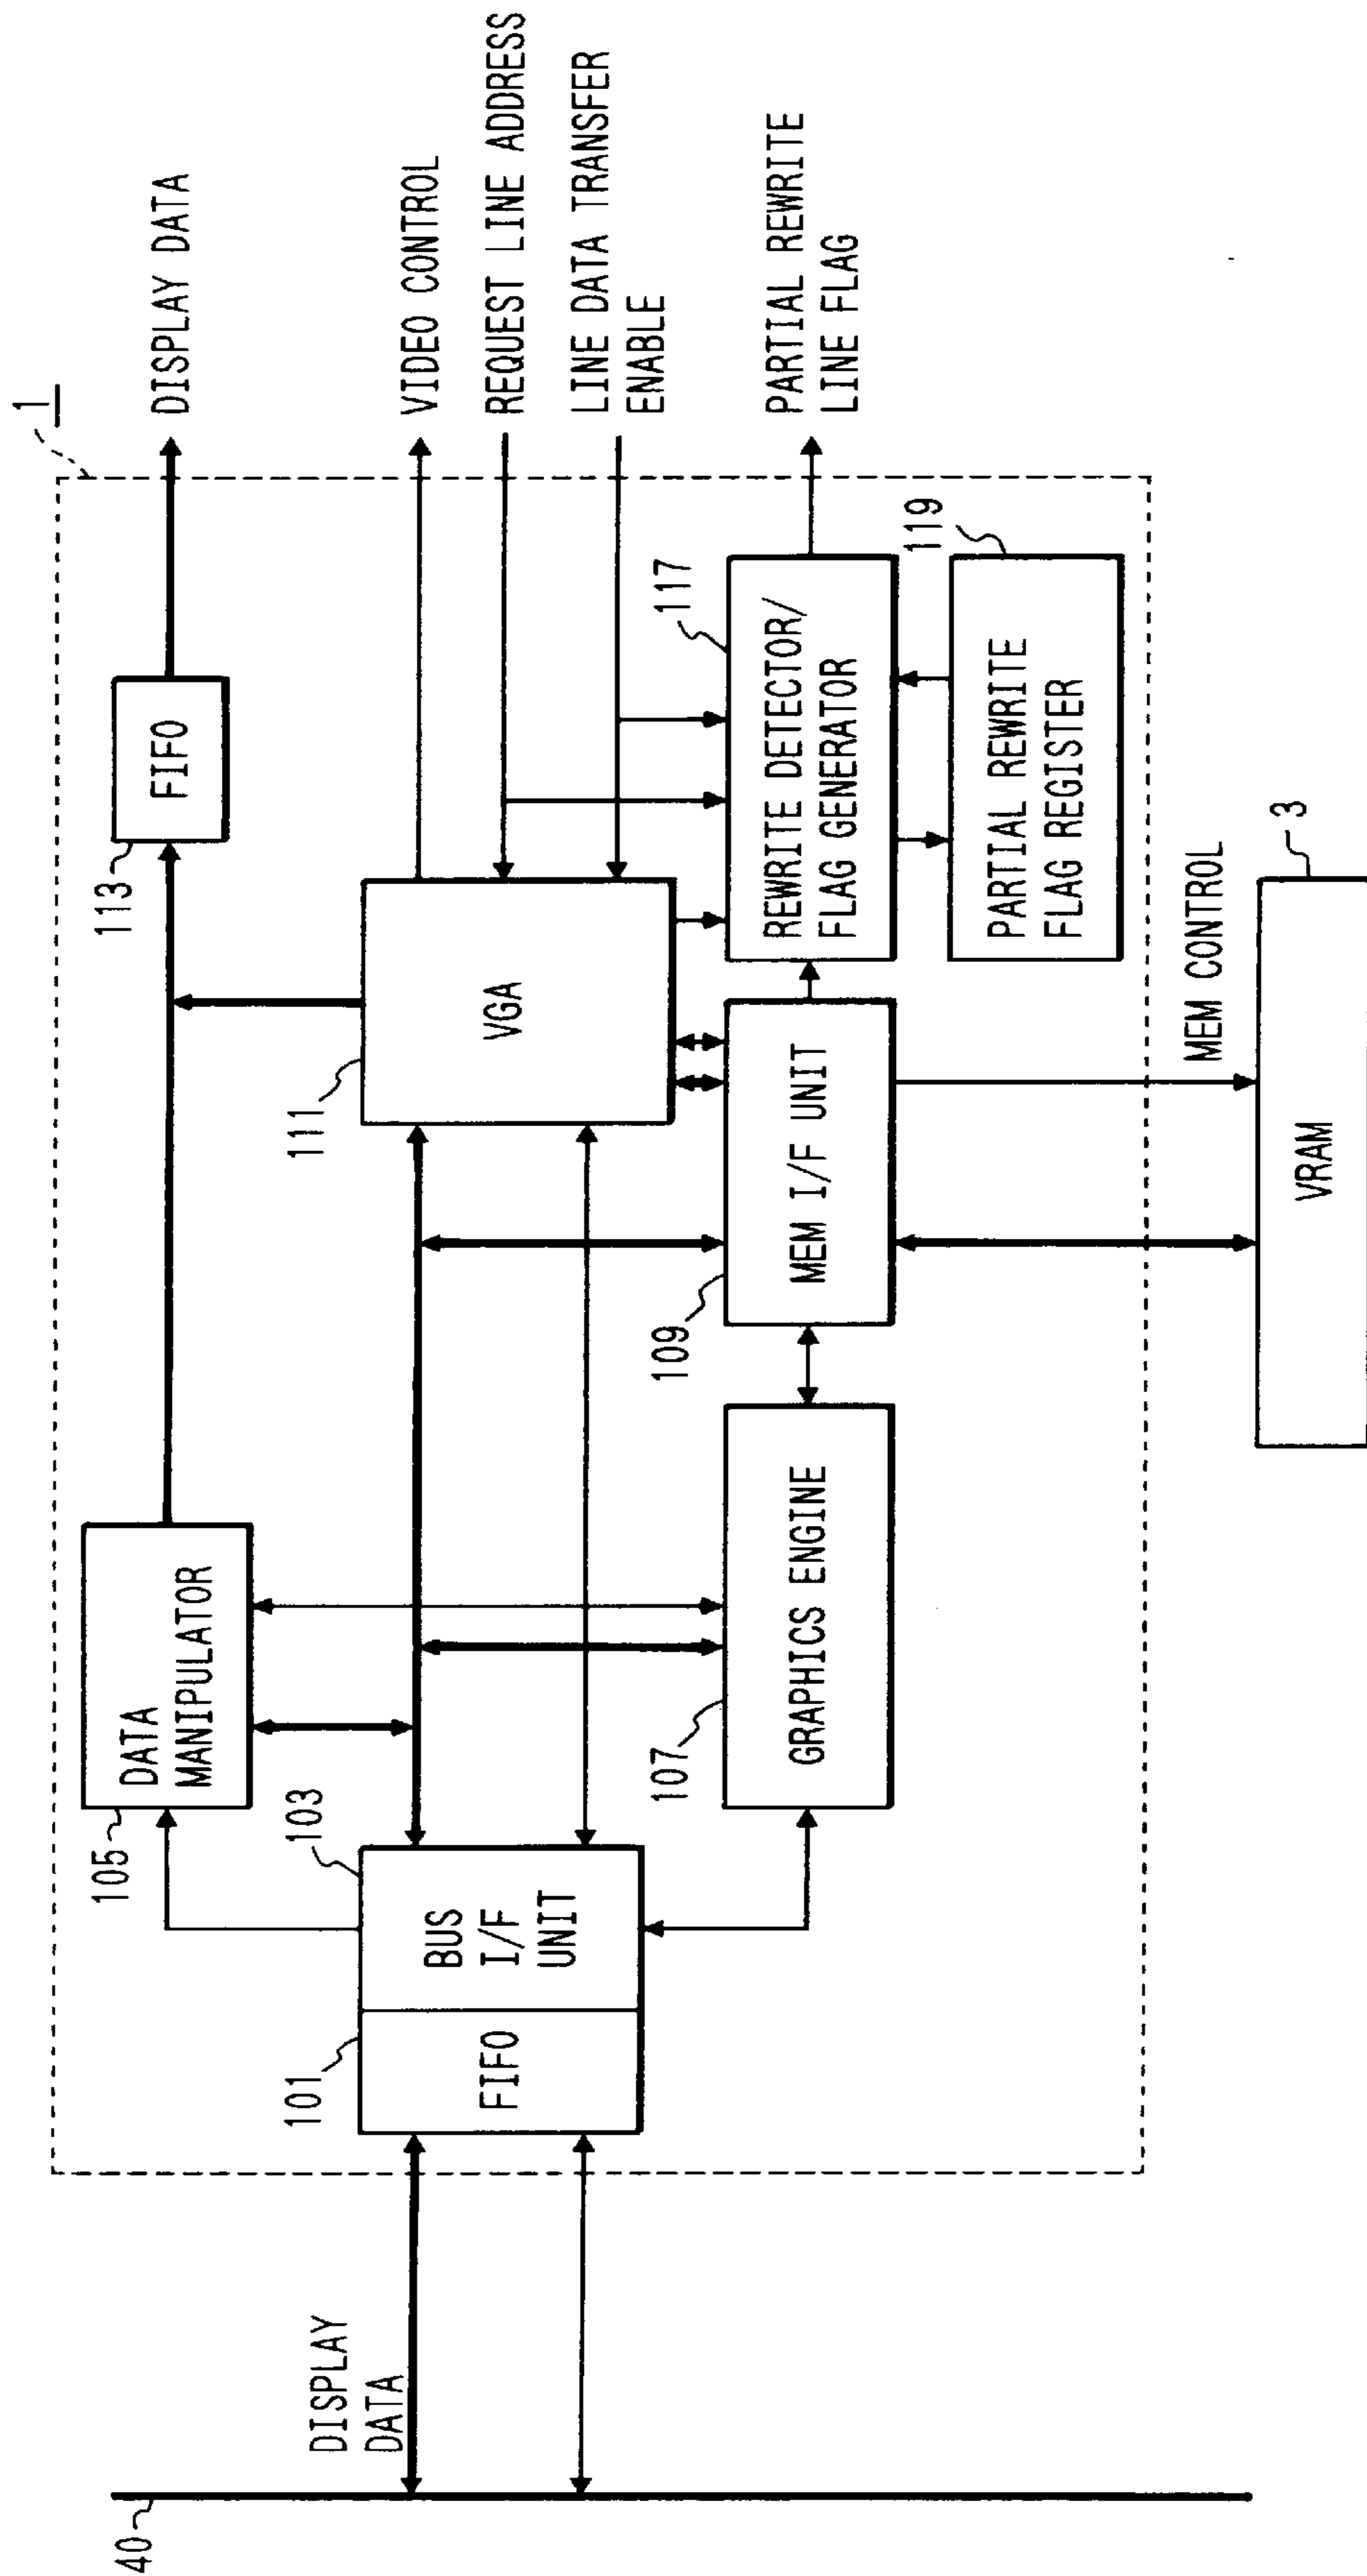 1
DISPLAY DATA
VIDEO CONTROL
REQUEST LINE ADDRESS
LINE DATA TRANSFER
ENABLE
PARTIAL REWRITE
LINE FLAG
113
FIFO
105
DATA
MANIPULATOR
111
VGA
103
BUS
I/F
UNIT
101
FIFO
DISPLAY
DATA
40
107
GRAPHICS ENGINE
109
MEM I/F UNIT
117
REWRITE DETECTOR/
FLAG GENERATOR
119
PARTIAL REWRITE
FLAG REGISTER
MEM CONTROL
3
VRAM